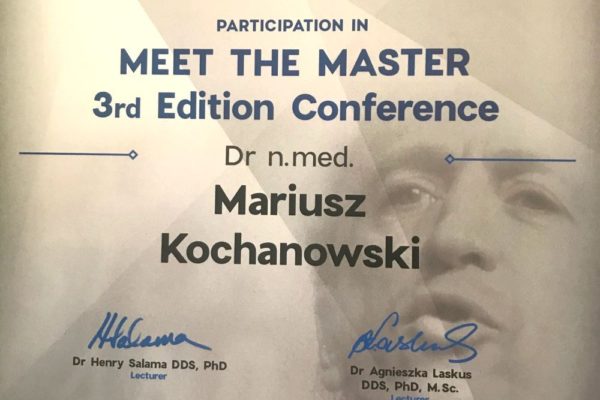 PARTICIPATION IN
MEET THE MASTER
3rd Edition Conference
Dr n.med.
Mariusz
Kochanowski
Dr Henry Salama DDS, PhD
Lecturer
Dr Agnieszka Laskus
DDS, PhD, M.Sc.
Lecturer